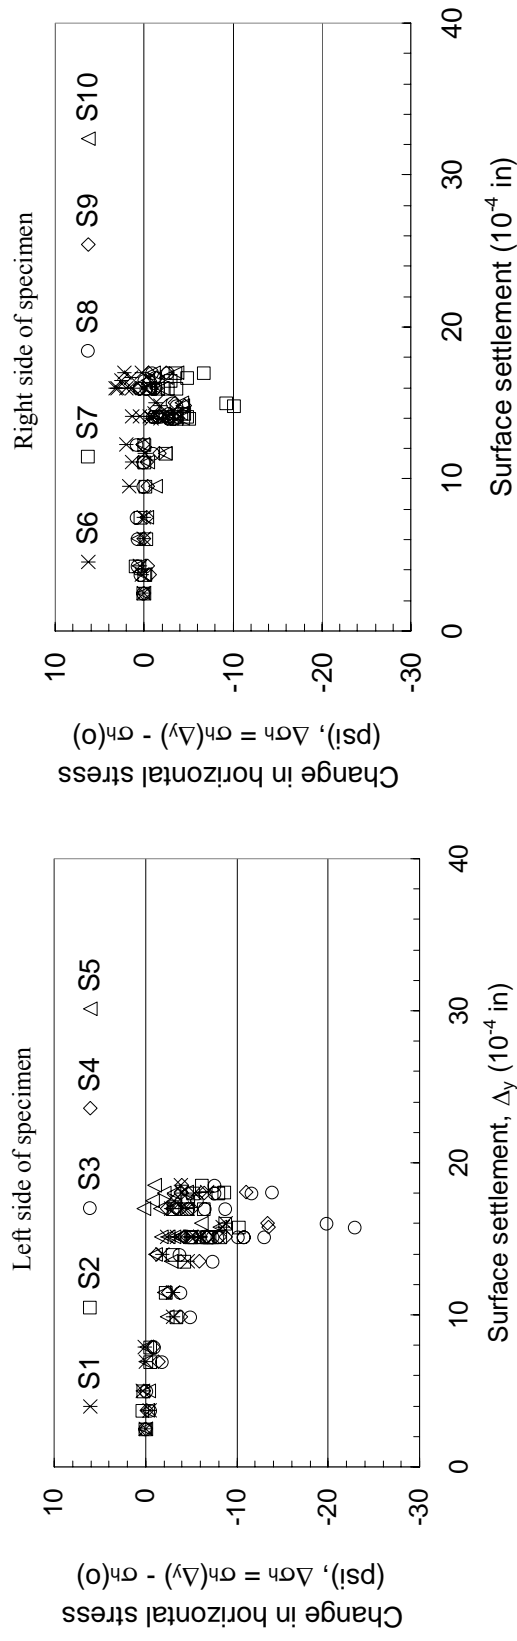 Left side of specimen
S1 S2 S3 S4 S5
10
0
-10
-20
-30
0 10 20 30 40
Change in horizontal stress
(psi), Δσh = σh(Δy) - σh(o)
Surface settlement, Δy (10-4 in)
Right side of specimen
S6 S7 S8 S9 S10
10
0
-10
-20
-30
0 10 20 30 40
Change in horizontal stress
(psi), Δσh = σh(Δy) - σh(o)
Surface settlement (10-4 in)